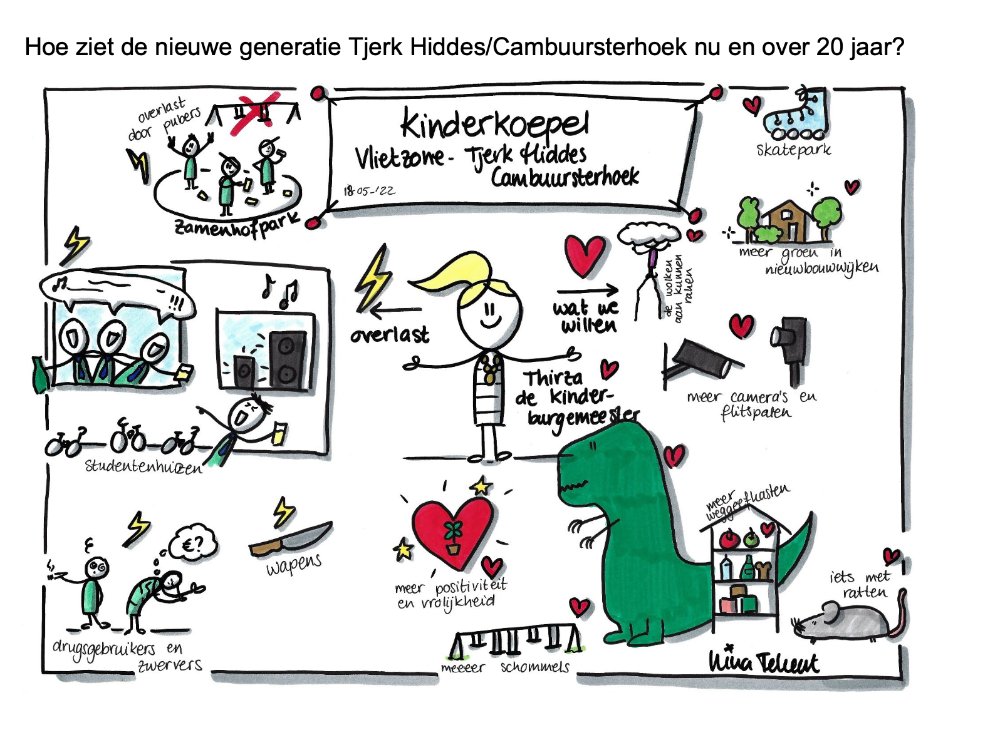 Hoe ziet de nieuwe generatie Tjerk Hiddes/Cambuursterhoek nu en over 20 jaar?
overlast
door pubers
Zamenhofpark
Kinderkoepel
Vlietzone - Tjerk Hiddes
Cambuursterhoek
18-05-'22
skatepark
meer groen in
nieuwbouwwijken
!!!
studentenhuizen
overlast
wat we
willen
de wolken
aan kunnen
raken
Thirza
de kinder-
burgemeester
meer camera's en
flitspalen
€?
drugsgebruikers en
zwervers
wapens
meer positiviteit
en vrolijkheid
meeeer schommels
meer
weggeefkasten
iets met
ratten
Nina Tekent